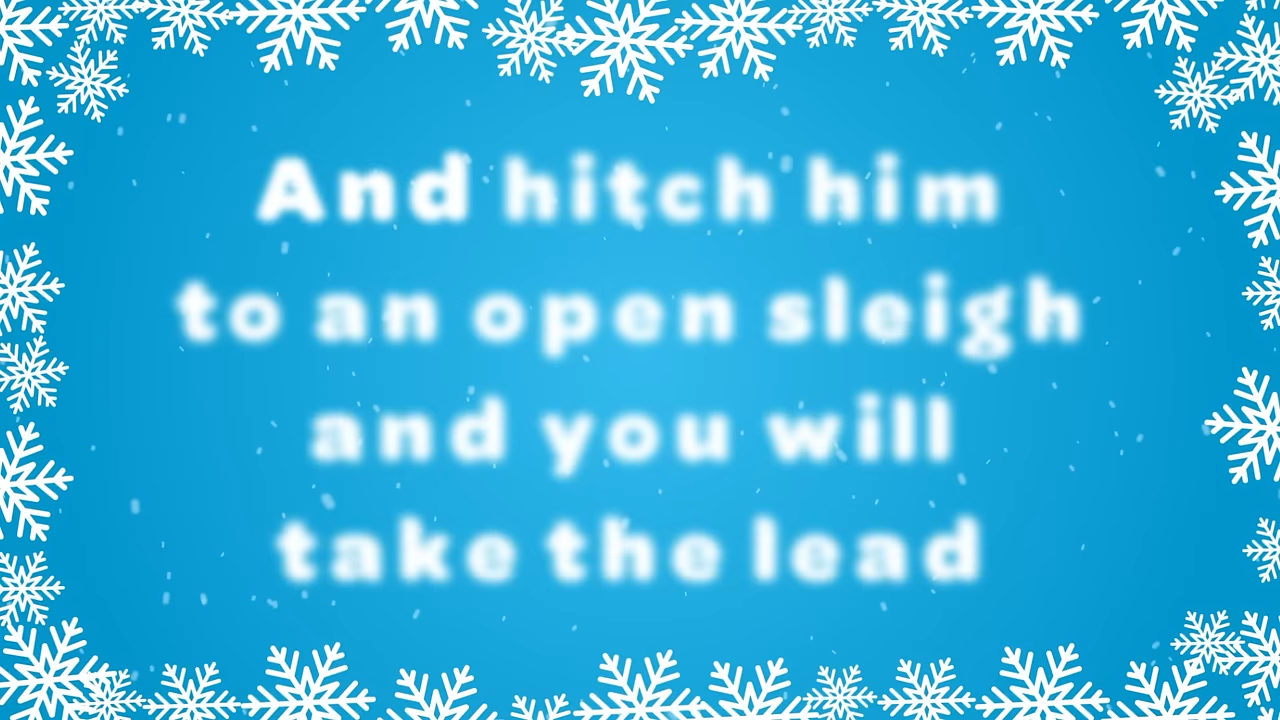 And hitch him
to an open sleigh
and you will
take the lead